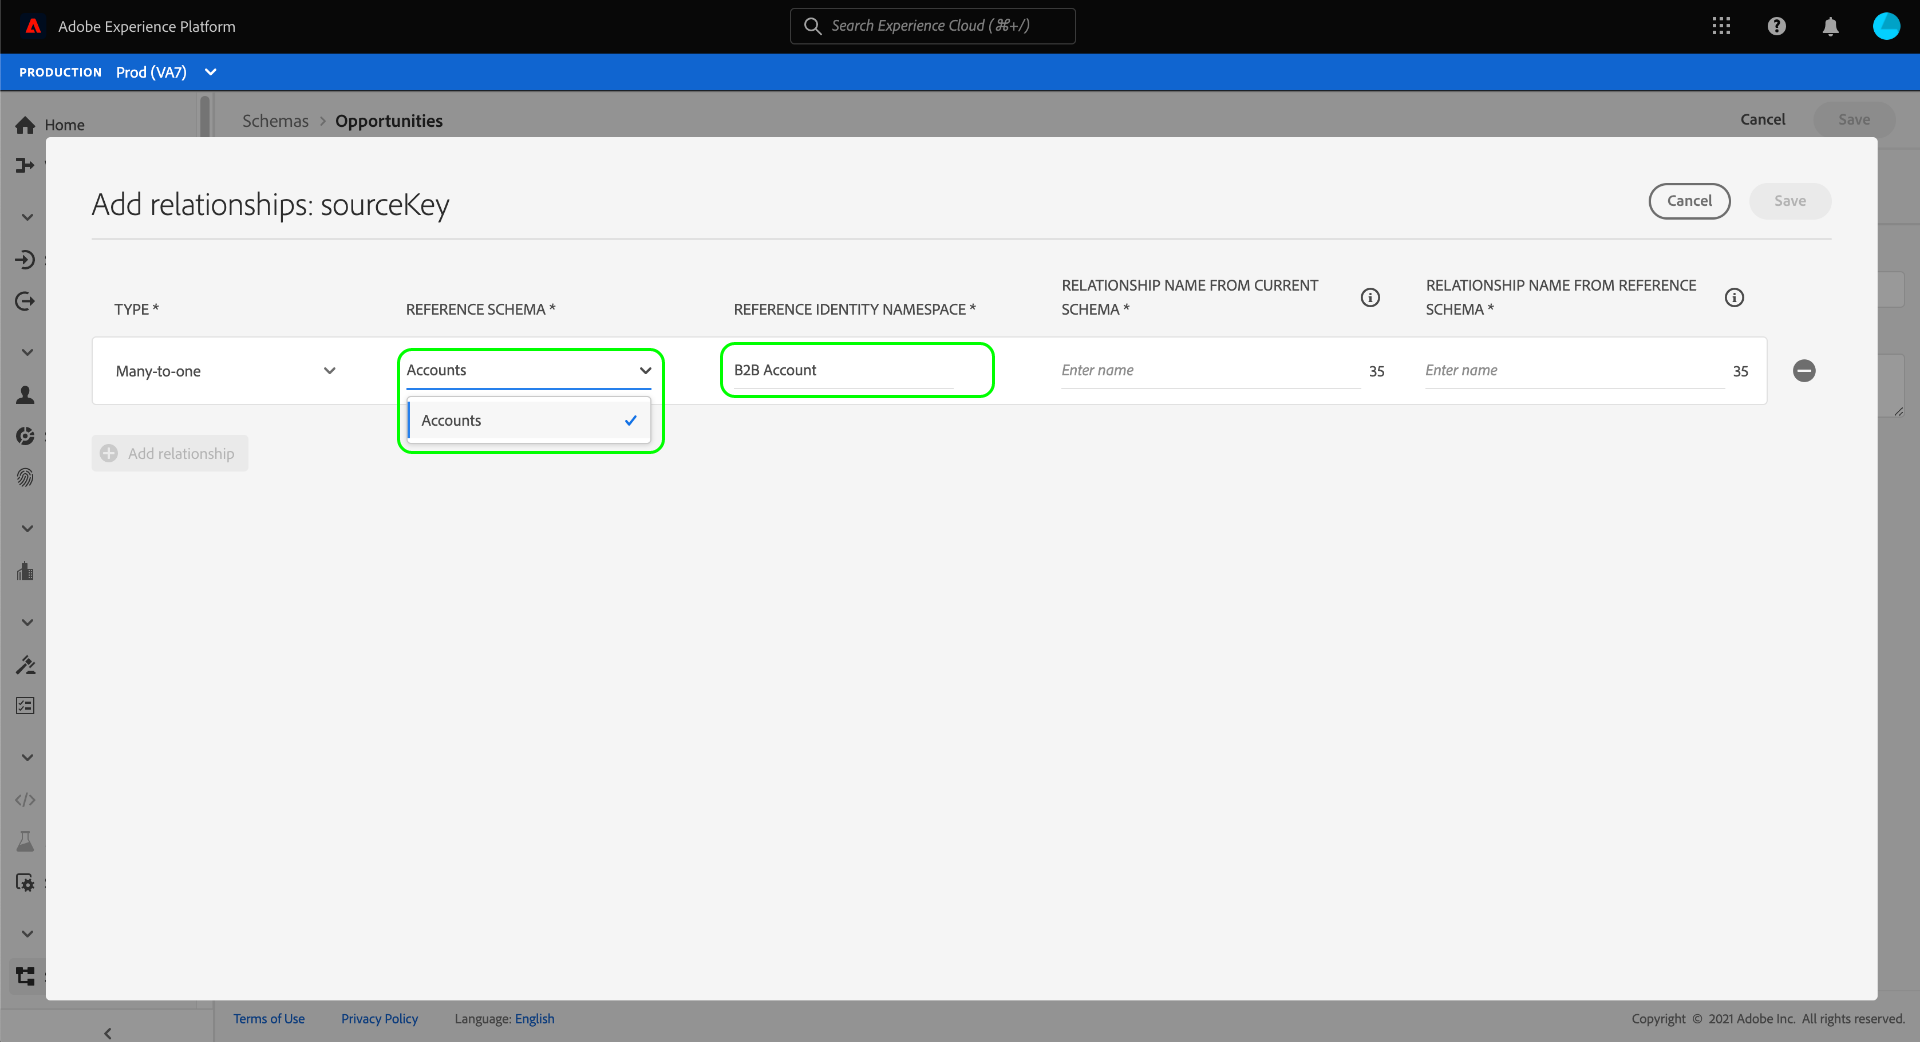 Adobe Experience Platform
Search Experience Cloud (⌘+/)
PRODUCTION Prod (VA7)
Home
Schemas > Opportunities
Cancel
Save
Add relationships: sourceKey
Cancel
Save
TYPE *
REFERENCE SCHEMA *
REFERENCE IDENTITY NAMESPACE *
RELATIONSHIP NAME FROM CURRENT
SCHEMA *
RELATIONSHIP NAME FROM REFERENCE
SCHEMA *
Many-to-one
Accounts
B2B Account
Enter name
35
Enter name
35
Accounts
Add relationship
Terms of Use
Privacy Policy
Language: English
Copyright © 2021 Adobe Inc. All rights reserved.